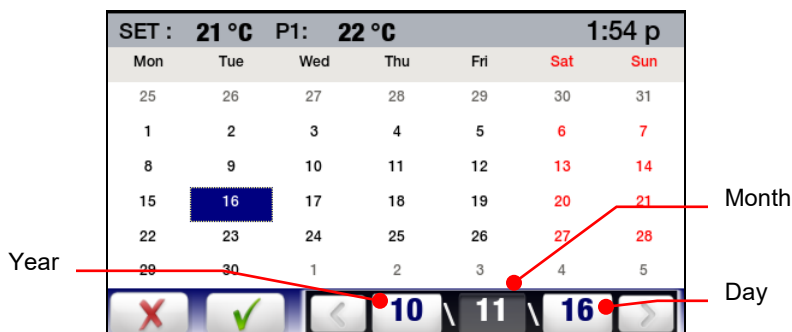 SET : 21 °C P1: 22 °C 1:54 p
Mon Tue Wed Thu Fri Sat Sun
25 26 27 28 29 30 31
1 2 3 4 5 6 7
8 9 10 11 12 13 14
15 16 17 18 19 20 21
Month
22 23 24 25 26 27 28
Year
29 30 1 2 3 4 5
Day
10 \ 11 \ 16